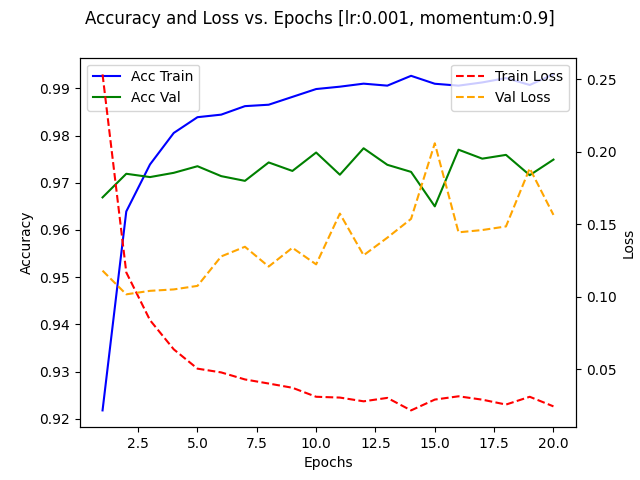 Accuracy and Loss vs. Epochs [lr:0.001, momentum:0.9]
Acc Train
Acc Val
Train Loss
Val Loss
0.99
0.98
0.97
0.96
0.95
0.94
0.93
0.92
Accuracy
0.25
0.20
0.15
0.10
0.05
Loss
2.5 5.0 7.5 10.0 12.5 15.0 17.5 20.0
Epochs